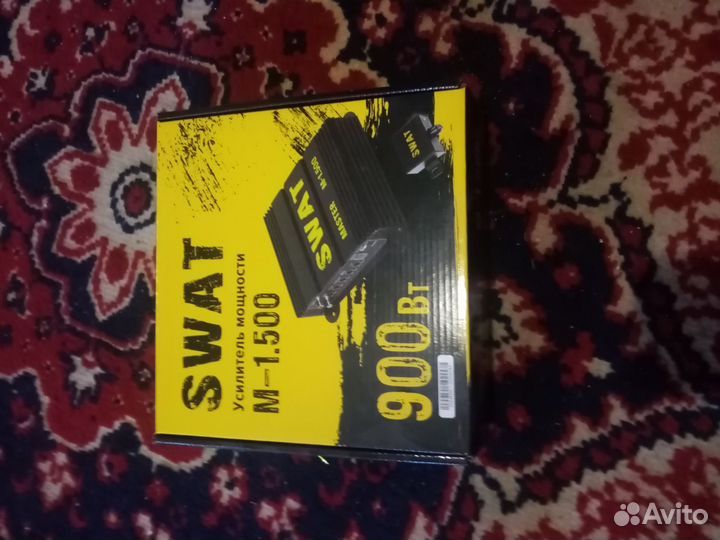 SWAT
Усилитель мощности
M-1.500
SWAT
MASTER M-1.500
SWAT
900 Вт
Avito